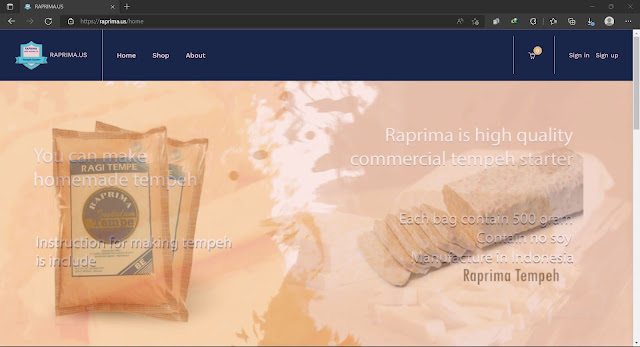 RAPRIMA.US
https://raprima.us/home
RAPRIMA.US
Home
Shop
About
0
Sign in
Sign up
You can make
homemade tempeh
Instruction for making tempeh
is include
RAGI TEMPE
RAPRIMA
Raprima is high quality
commercial tempeh starter
Each bag contain 500 gram
Contain no soy
Manufacture in Indonesia
Raprima Tempeh